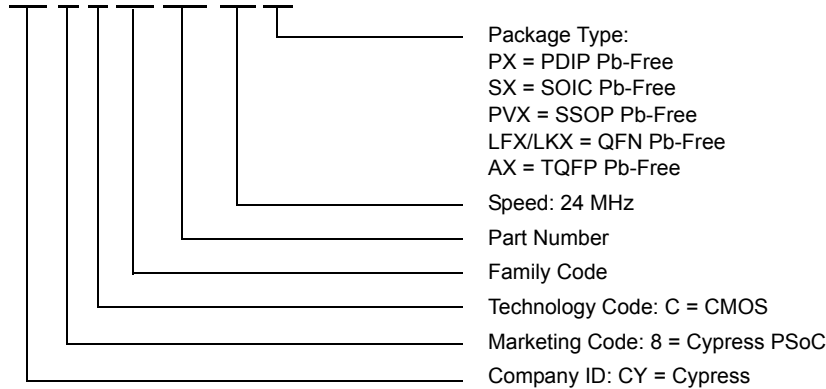 Package Type:
PX = PDIP Pb-Free
SX = SOIC Pb-Free
PVX = SSOP Pb-Free
LFX/LKX = QFN Pb-Free
AX = TQFP Pb-Free
Speed: 24 MHz
Part Number
Family Code
Technology Code: C = CMOS
Marketing Code: 8 = Cypress PSoC
Company ID: CY = Cypress